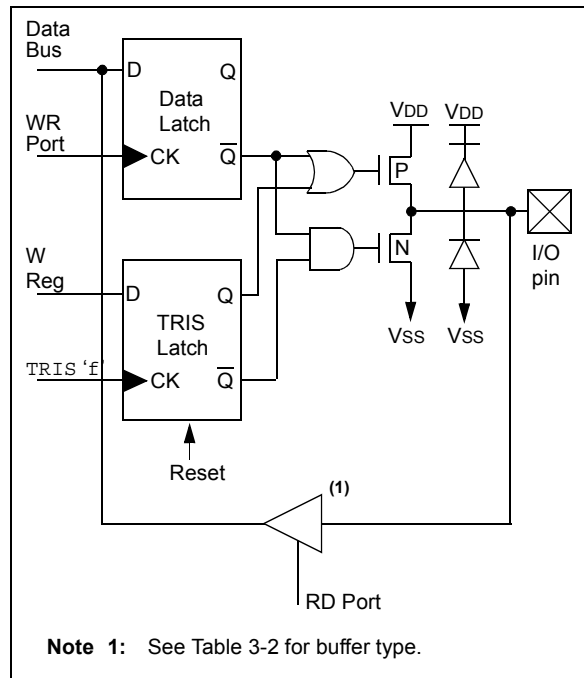 Data
Bus
D
Q
Data
Latch
WR
Port
CK
Q
VDD
VDD
P
N
I/O
pin
W
Reg
D
Q
TRIS
Latch
VSS
VSS
TRIS 'f'
CK
Q
Reset
(1)
RD Port
Note 1: See Table 3-2 for buffer type.